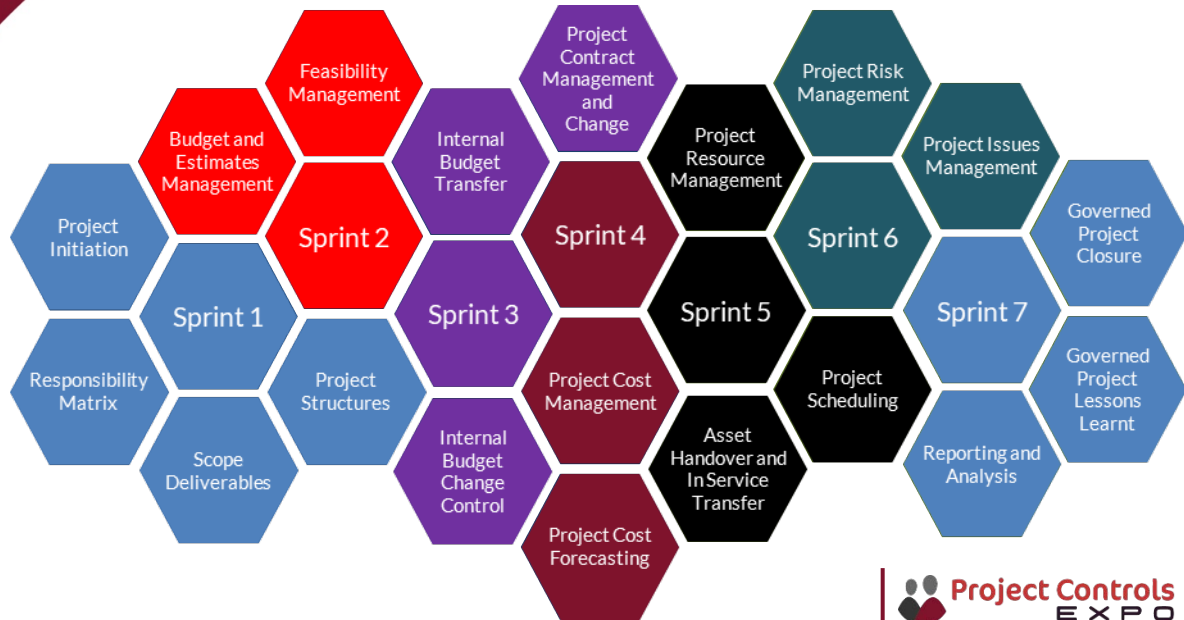 Project
Initiation
Responsibility
Matrix
Budget and
Estimates
Management
Sprint 1
Scope
Deliverables
Feasibility
Management
Sprint 2
Project
Structures
Internal
Budget
Transfer
Sprint 3
Internal
Budget
Change
Control
Project
Contract
Management
and
Change
Sprint 4
Project Cost
Management
Project Cost
Forecasting
Project
Resource
Management
Sprint 5
Asset
Handover and
In Service
Transfer
Project Risk
Management
Sprint 6
Project
Scheduling
Project Issues
Management
Sprint 7
Reporting and
Analysis
Governed
Project
Closure
Governed
Project
Lessons
Learnt
Project Controls
EXPO